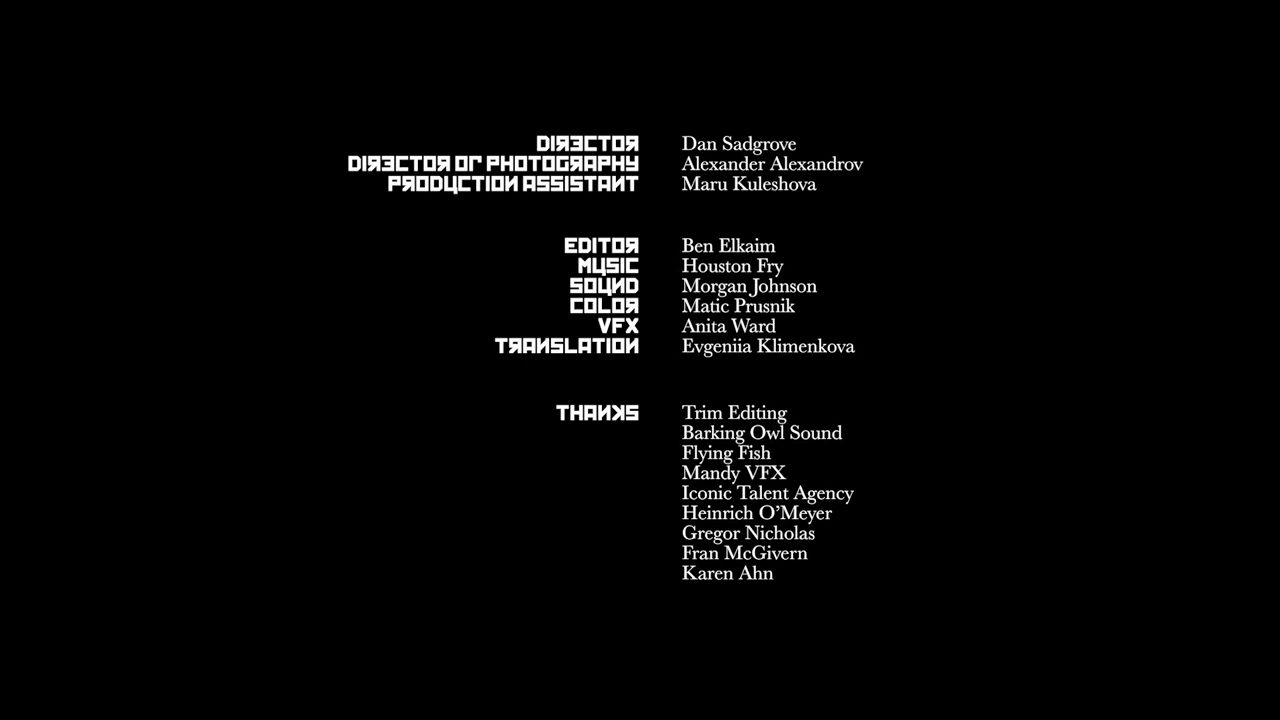 DIRECTOR Dan Sadgrove
DIRECTOR OF PHOTOGRAPHY Alexander Alexandrov
PRODUCTION ASSISTANT Maru Kuleshova
EDITOR Ben Elkaim
MUSIC Houston Fry
SOUND Morgan Johnson
COLOR Matic Prusnik
VFX Anita Ward
TRANSLATION Evgeniia Klimenkova
THANKS Trim Editing
Barking Owl Sound
Flying Fish
Mandy VFX
Iconic Talent Agency
Heinrich O’Meyer
Gregor Nicholas
Fran McGivern
Karen Ahn